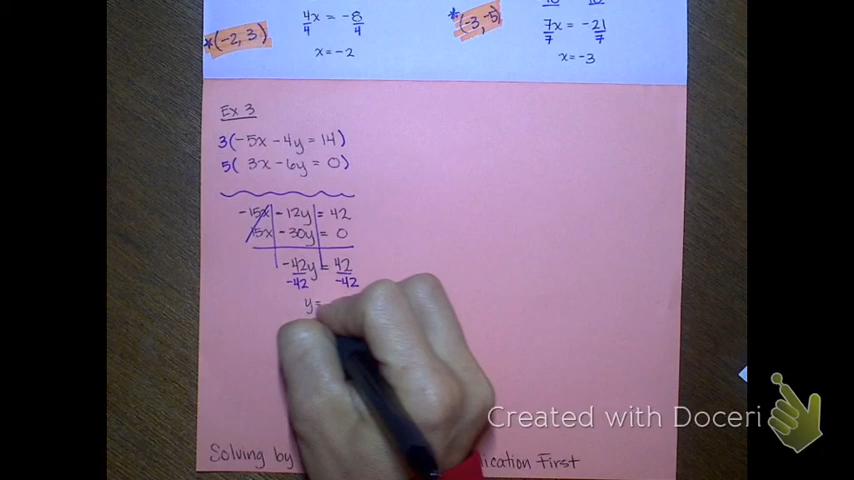 4x = -8
4 4
*(-2, 3)
x = -2
*(-3, -5)
7x = -21
7 7
x = -3
Ex 3
3(-5x - 4y = 14)
5( 3x - 6y = 0)
-15x - 12y = 42
15x - 30y = 0
-42y = 42
-42 -42
y =
Created with Doceri
Solving by
ication First